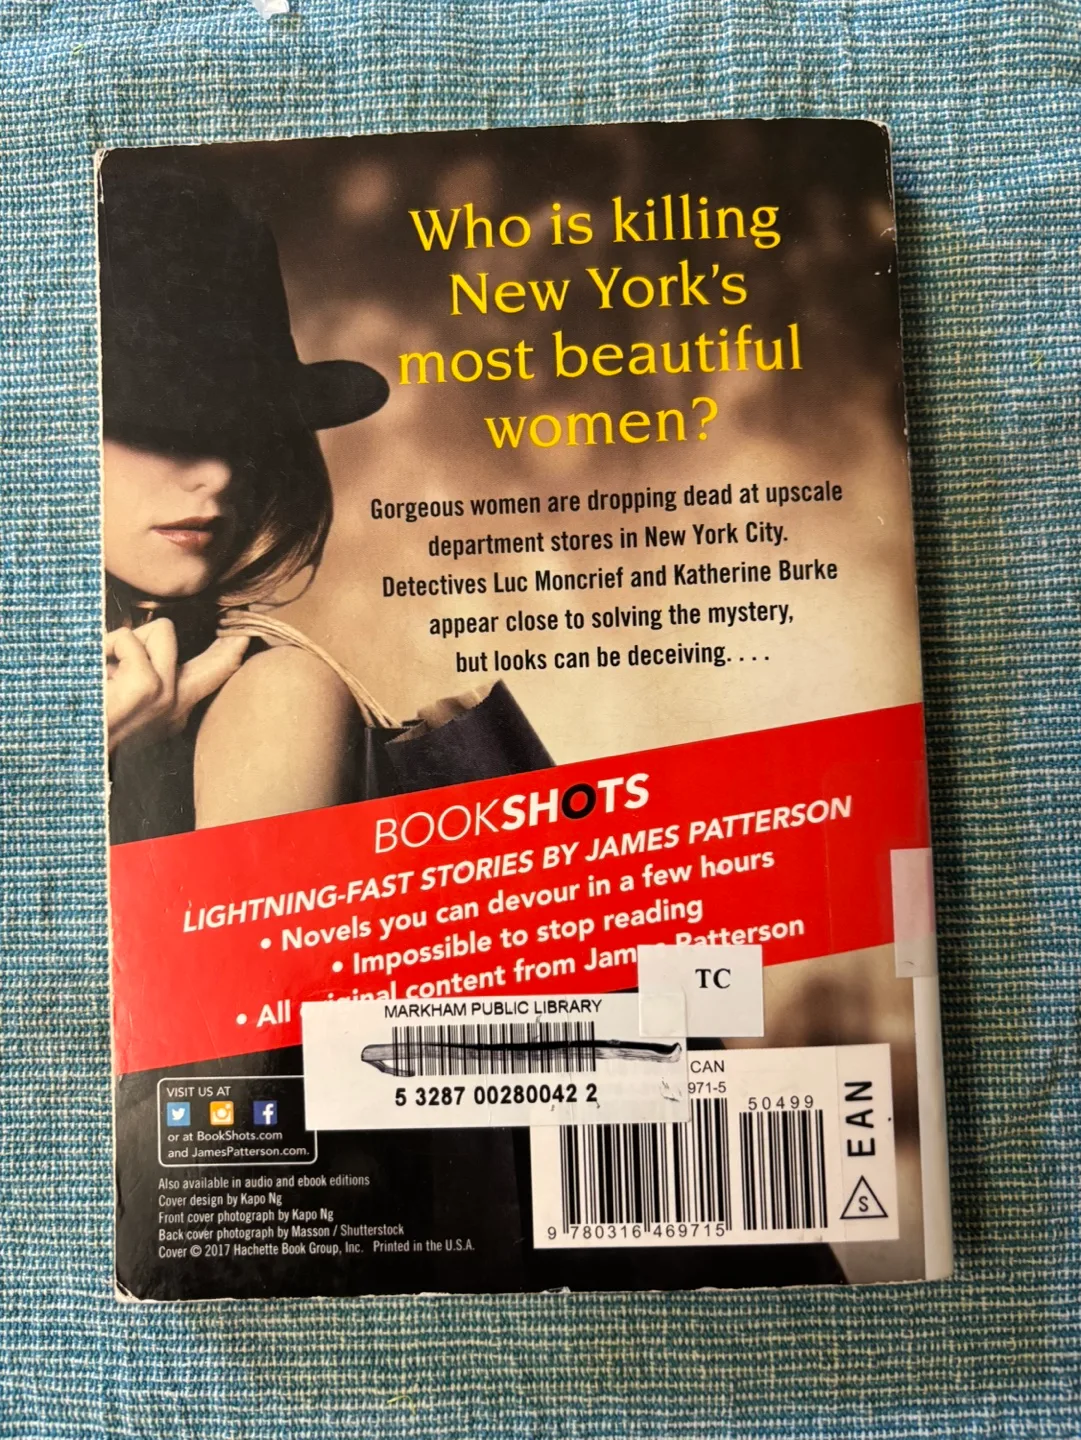 Who is killing
New York's
most beautiful
women?
Gorgeous women are dropping dead at upscale
department stores in New York City.
Detectives Luc Moncrief and Katherine Burke
appear close to solving the mystery,
but looks can be deceiving. . . .
BOOKSHOTS
LIGHTNING-FAST STORIES BY JAMES PATTERSON
• Novels you can devour in a few hours
• Impossible to stop reading
• All content from Patterson
TC
MARKHAM PUBLIC LIBRARY
5 3287 00280042 2
CAN
971-5
50499
EAN
S
9 780316 469715
VISIT US AT
or at BookShots.com
and JamesPatterson.com.
Also available in audio and ebook editions
Cover design by Kapo Ng
Front cover photograph by Kapo Ng
Back cover photograph by Masson / Shutterstock
Cover © 2017 Hachette Book Group, Inc. Printed in the U.S.A.